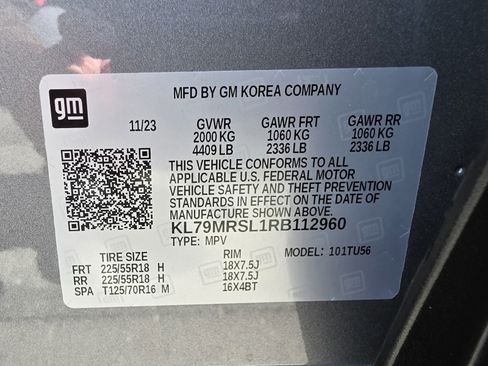 gm
MFD BY GM KOREA COMPANY
11/23 GVWR GAWR FRT GAWR RR
2000 KG 1060 KG 1060 KG
4409 LB 2336 LB 2336 LB
THIS VEHICLE CONFORMS TO ALL
APPLICABLE U.S. FEDERAL MOTOR
VEHICLE SAFETY AND THEFT PREVENTION
STANDARDS IN EFFECT ON THE DATE OF
MANUFACTURE SHOWN ABOVE.
KL79MRSL1RB112960
TYPE: MPV
TIRE SIZE RIM MODEL: 101TU56
FRT 225/55R18 H 18X7.5J
RR 225/55R18 H 18X7.5J
SPA T125/70R16 M 16X4BT